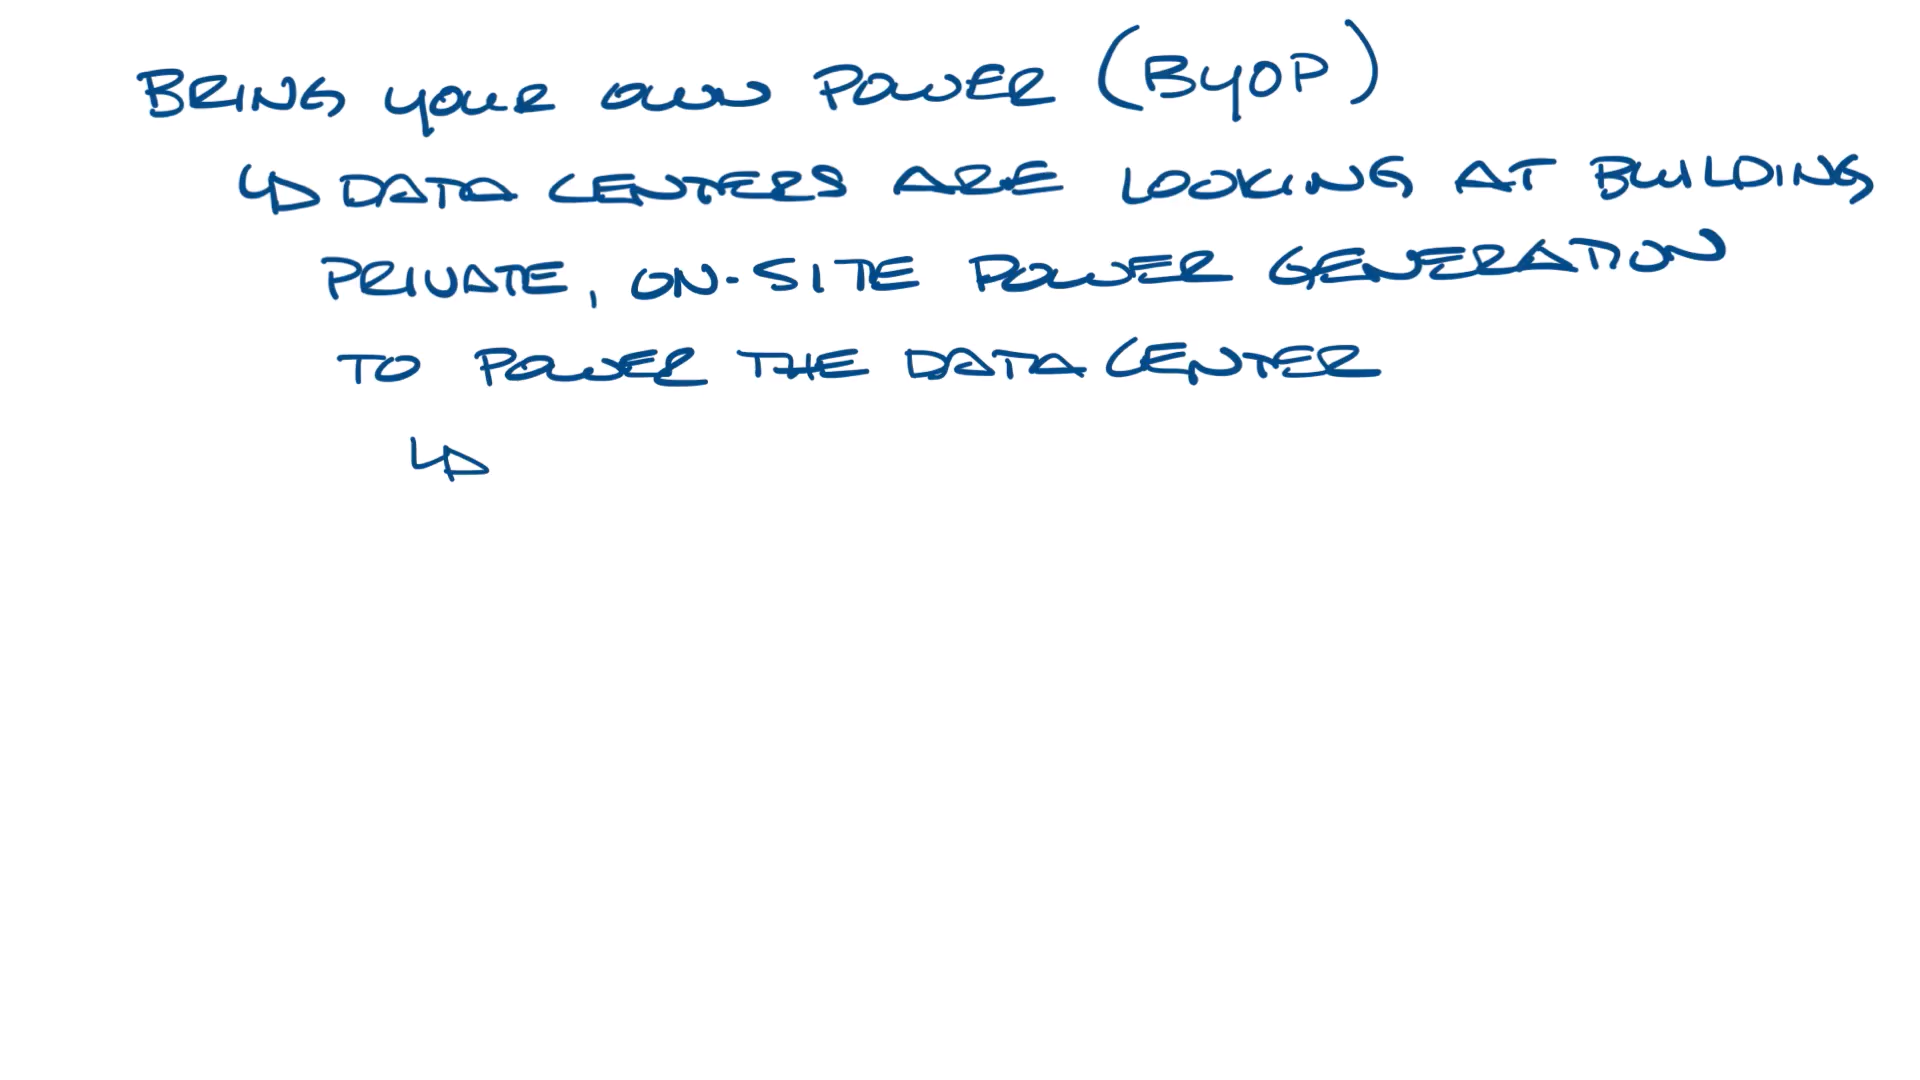 BRING YOUR OWN POWER (BYOP)
↳ DATA CENTERS ARE LOOKING AT BUILDING
PRIVATE, ON-SITE POWER GENERATION
TO POWER THE DATA CENTER
↳